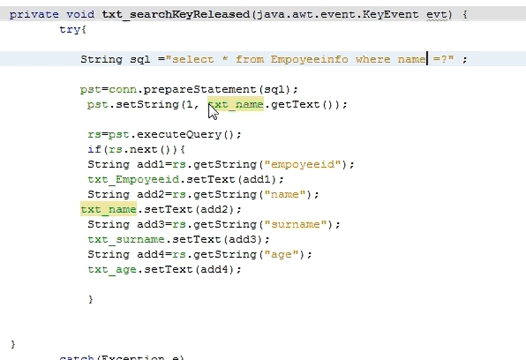 private void txt_searchKeyReleased(java.awt.event.KeyEvent evt) {
try{
String sql ="select * from Empoyeeinfo where name =?" ;
pst=conn.prepareStatement(sql);
pst.setString(1, txt_name.getText());
rs=pst.executeQuery();
if(rs.next()){
String add1=rs.getString("empoyeeid");
txt_Empoyeeid.setText(add1);
String add2=rs.getString("name");
txt_name.setText(add2);
String add3=rs.getString("surname");
txt_surname.setText(add3);
String add4=rs.getString("age");
txt_age.setText(add4);
}
}
catch(Exception e)